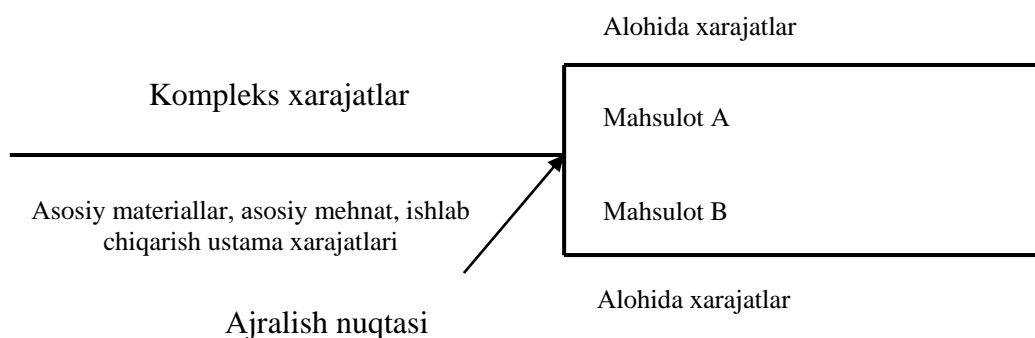 Alohida xarajatlar
Kompleks xarajatlar
Mahsulot A
Asosiy materiallar, asosiy mehnat, ishlab
chiqarish ustama xarajatlari
Mahsulot B
Alohida xarajatlar
Ajralish nuqtasi